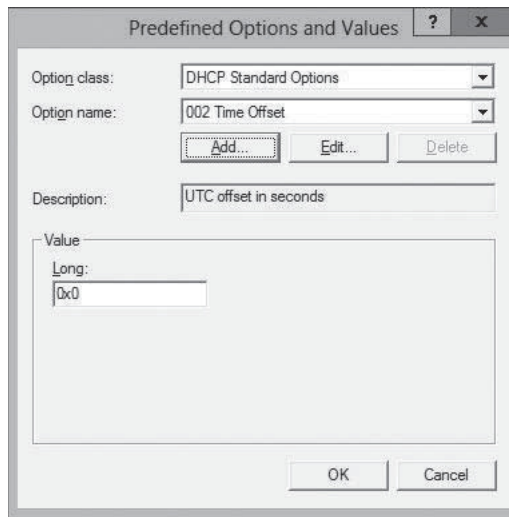 Predefined Options and Values ? x
Option class: DHCP Standard Options
Option name: 002 Time Offset
Add... Edit... Delete
Description: UTC offset in seconds
Value
Long:
0x0
OK Cancel